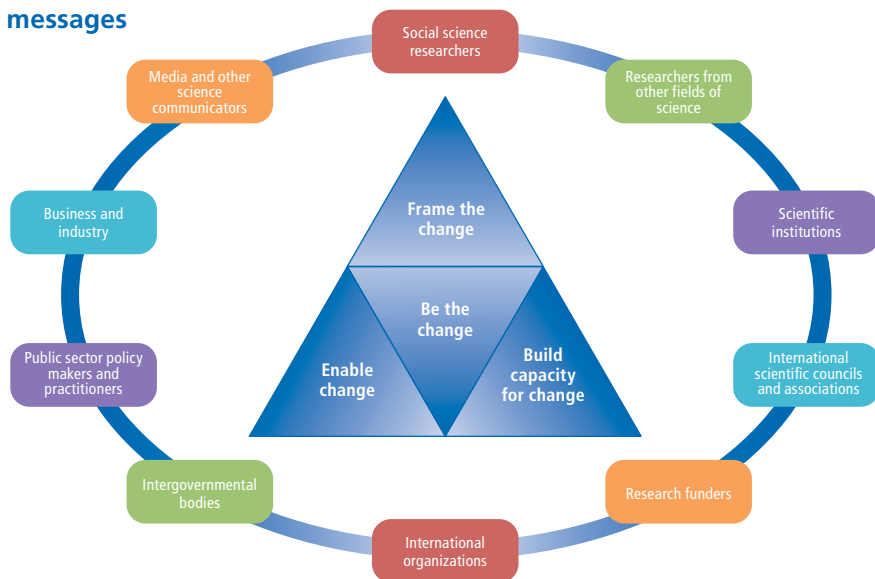 messages
Social science
researchers
Researchers from
other fields of
science
Scientific
institutions
International
scientific councils
and associations
Research funders
International
organizations
Intergovernmental
bodies
Public sector policy
makers and
practitioners
Business and
industry
Media and other
science
communicators
Frame the
change
Be the
change
Enable
change
Build
capacity
for change